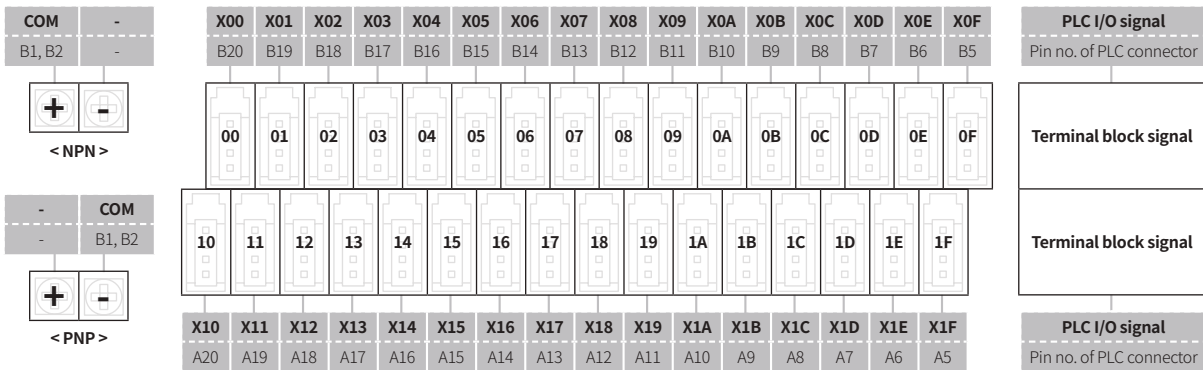 COM -
B1, B2 -
+ -
< NPN >
X00 X01 X02 X03 X04 X05 X06 X07 X08 X09 X0A X0B X0C X0D X0E X0F
B20 B19 B18 B17 B16 B15 B14 B13 B12 B11 B10 B9 B8 B7 B6 B5
00 01 02 03 04 05 06 07 08 09 0A 0B 0C 0D 0E 0F
PLC I/O signal
Pin no. of PLC connector
Terminal block signal
- COM
- B1, B2
+ -
< PNP >
10 11 12 13 14 15 16 17 18 19 1A 1B 1C 1D 1E 1F
X10 X11 X12 X13 X14 X15 X16 X17 X18 X19 X1A X1B X1C X1D X1E X1F
A20 A19 A18 A17 A16 A15 A14 A13 A12 A11 A10 A9 A8 A7 A6 A5
Terminal block signal
PLC I/O signal
Pin no. of PLC connector